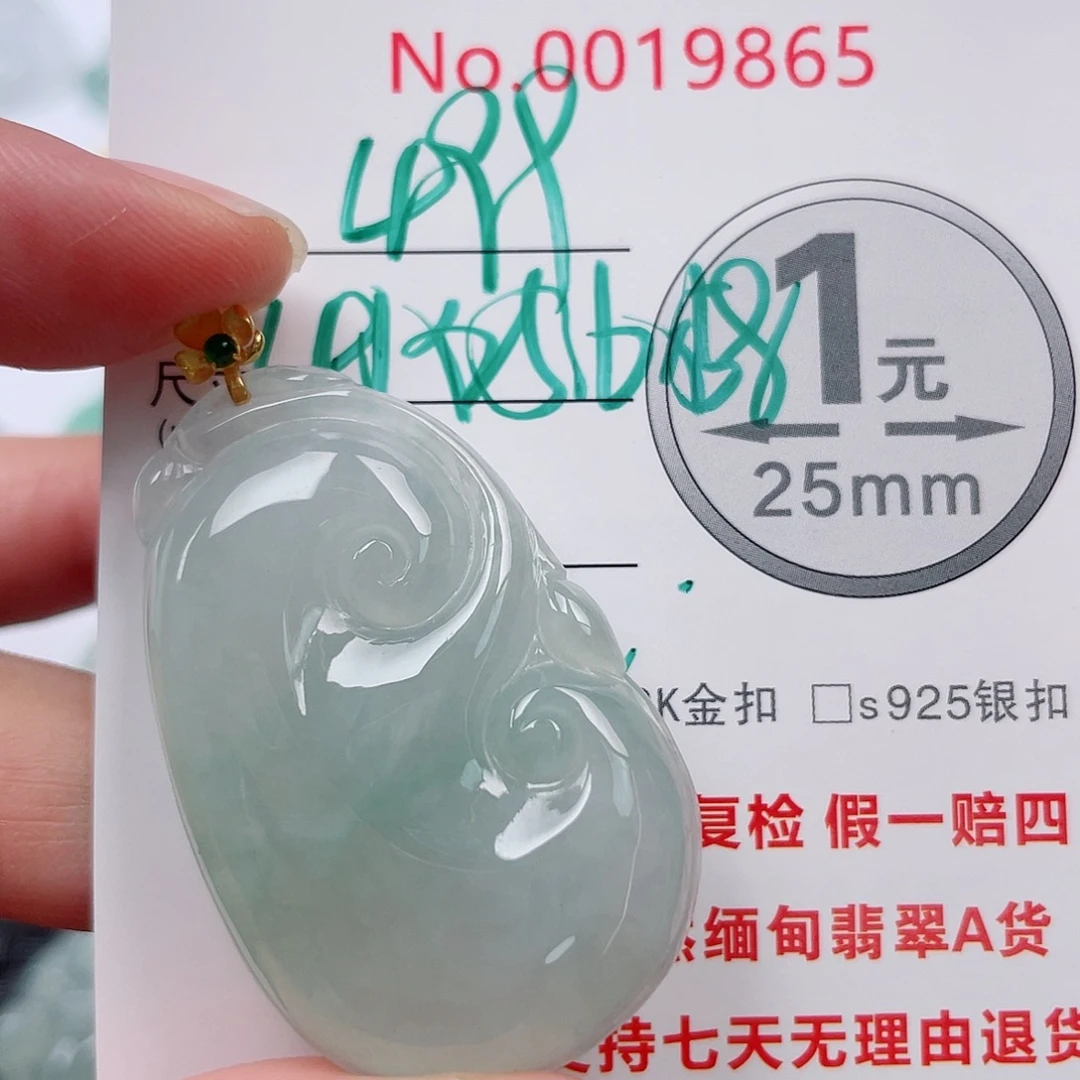 No.0019865
尺
1元
25mm
K金扣 □s925银扣
复检 假一赔四
缅甸翡翠A货
持七天无理由退货